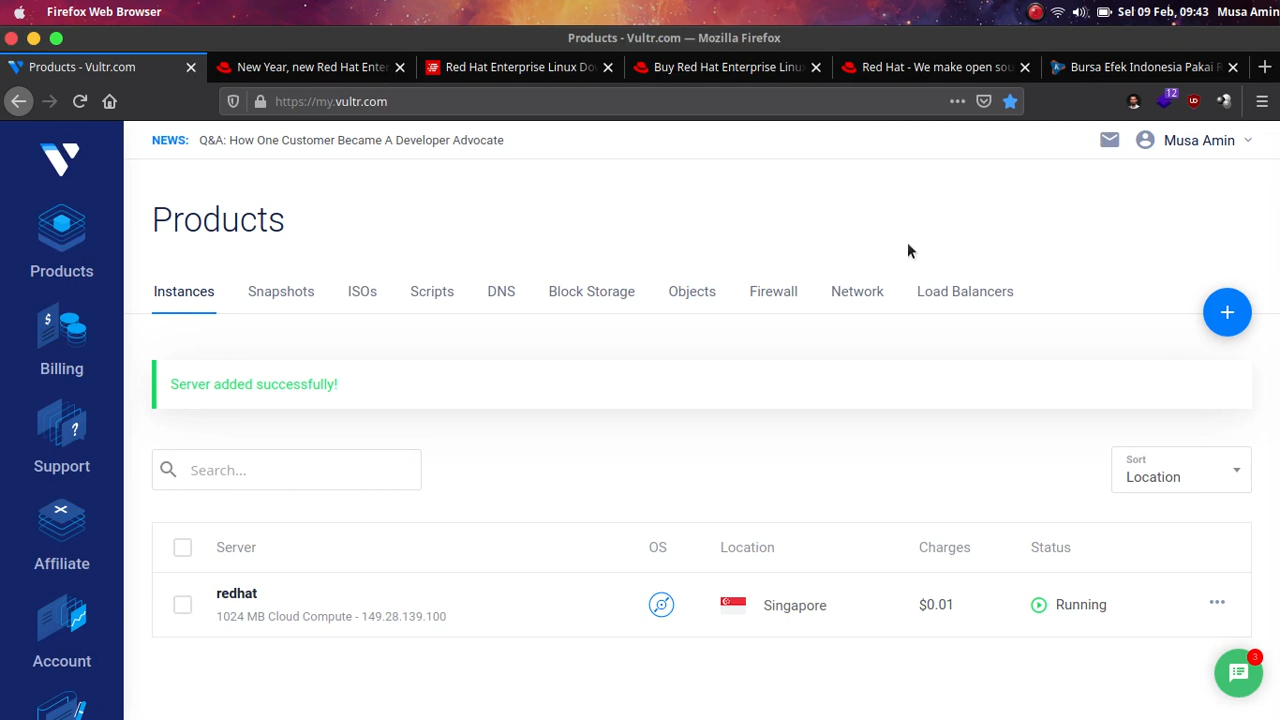 Firefox Web Browser
Sel 09 Feb, 09:43 Musa Amin
Products - Vultr.com — Mozilla Firefox
Products - Vultr.com
New Year, new Red Hat Enter
Red Hat Enterprise Linux Do
Buy Red Hat Enterprise Linu
Red Hat - We make open sou
Bursa Efek Indonesia Pakai R
https://my.vultr.com
12
NEWS: Q&A: How One Customer Became A Developer Advocate
Musa Amin
Products
Products
Billing
Support
Affiliate
Account
Instances Snapshots ISOs Scripts DNS Block Storage Objects Firewall Network Load Balancers
Server added successfully!
Search...
Sort
Location
Server OS Location Charges Status
redhat
1024 MB Cloud Compute - 149.28.139.100
Singapore $0.01 Running
3